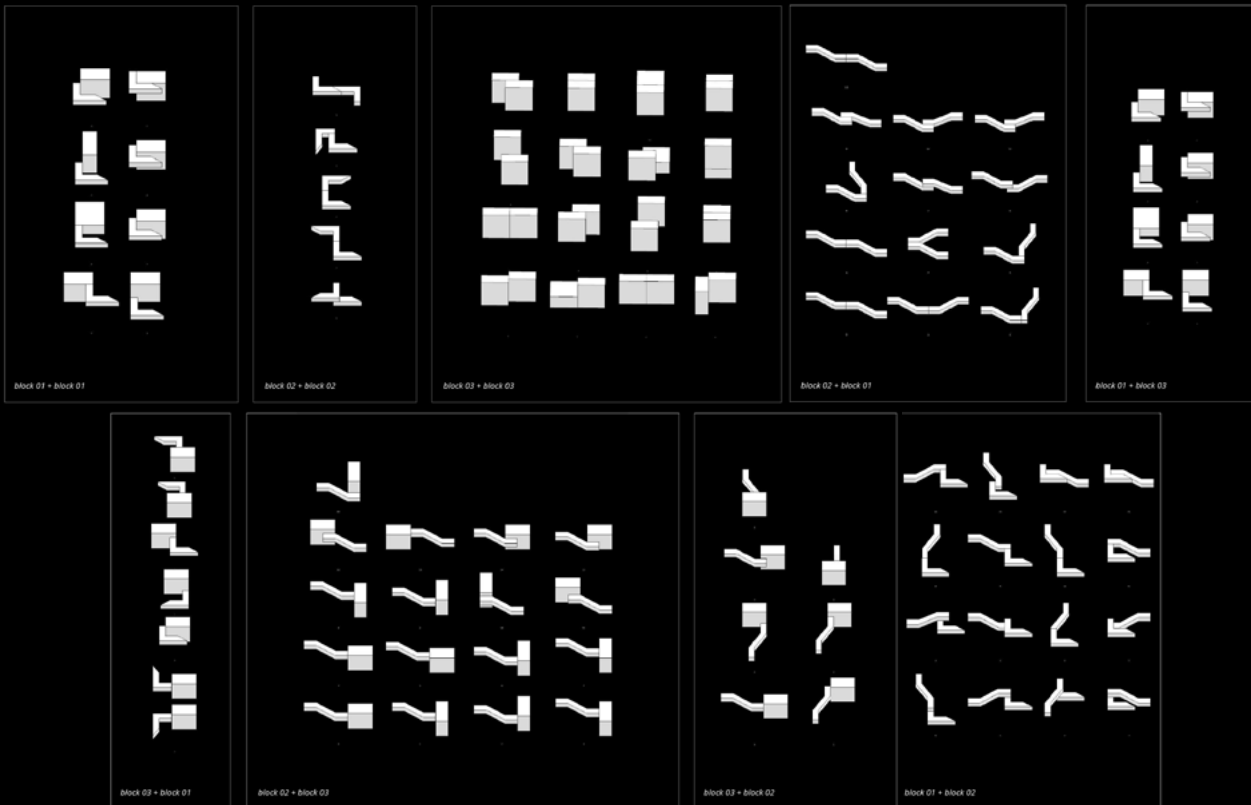 block 01 + block 01
block 02 + block 02
block 03 + block 03
block 02 + block 01
block 01 + block 03
block 03 + block 01
block 02 + block 03
block 03 + block 02
block 01 + block 02